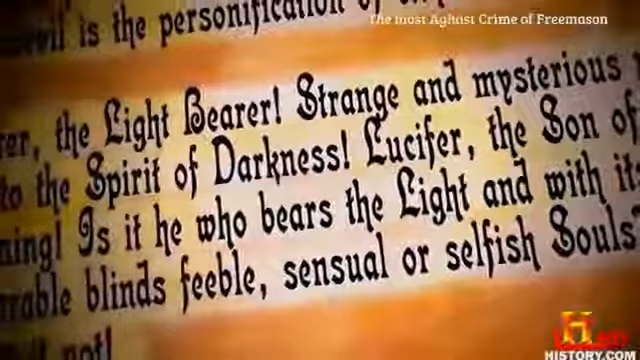 The most Aghast Crime of Freemason
evil is the personification of
rer, the Light Bearer! Strange and mysterious
to the Spirit of Darkness! Lucifer, the Son of
ning! Is it he who bears the Light and with it
rable blinds feeble, sensual or selfish Souls
not!
H
HISTORY.COM